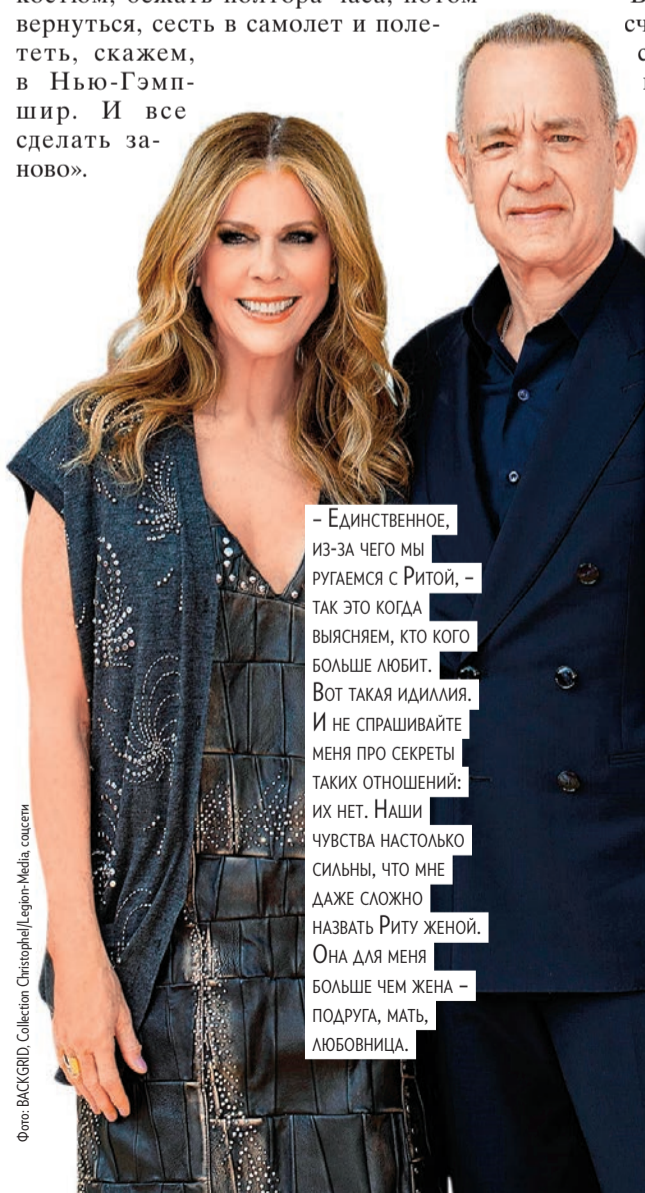 вернуться, сесть в самолет и поле-
теть, скажем,
в Нью-Гэмп-
шир. И все
сделать за-
ново».
– Единственное,
из-за чего мы
ругаемся с Ритой, –
так это когда
выясняем, кто кого
больше любит.
Вот такая идиллия.
И не спрашивайте
меня про секреты
таких отношений:
их нет. Наши
чувства настолько
сильны, что мне
даже сложно
назвать Риту женой.
Она для меня
больше чем жена –
подруга, мать,
любовница.
Фото: BACKGRID, Collection Christophel/Legion-Media, соцсети